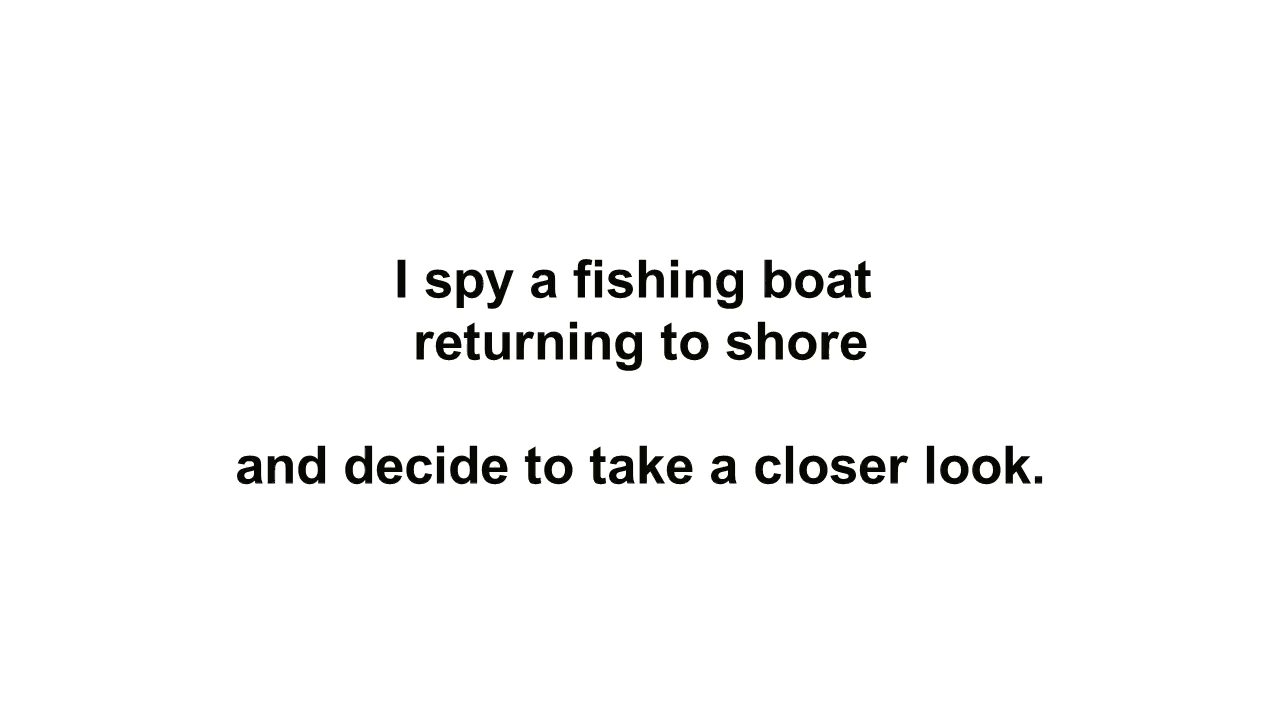 I spy a fishing boat
returning to shore
and decide to take a closer look.